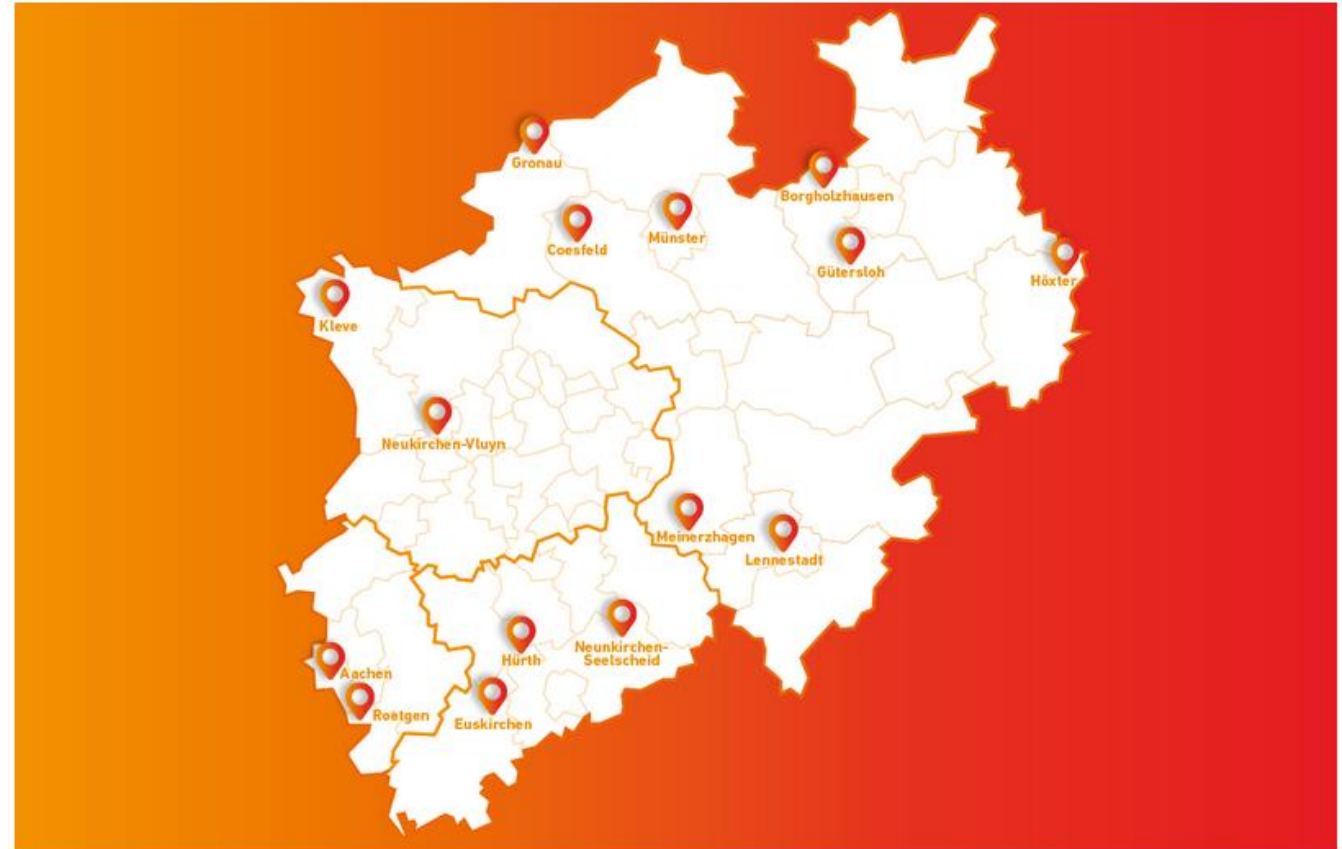 Gronau
Borgholzhausen
Münster
Coesfeld
Gütersloh
Höxter
Kleve
Neukirchen-Vluyn
Meinerzhagen
Lennestadt
Neunkirchen-
Seelscheid
Hürth
Aachen
Roetgen
Euskirchen